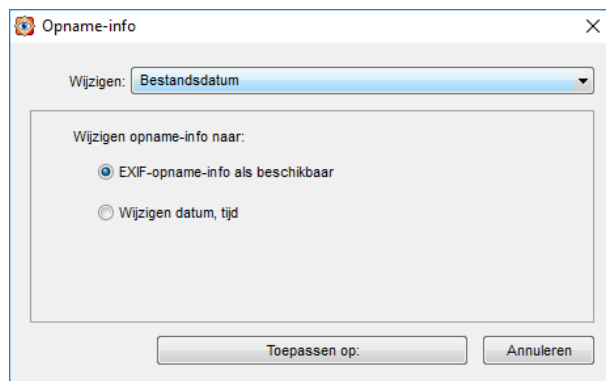 Opname-info
Wijzigen: Bestandsdatum
Wijzigen opname-info naar:
EXIF-opname-info als beschikbaar
Wijzigen datum, tijd
Toepassen op: Annuleren